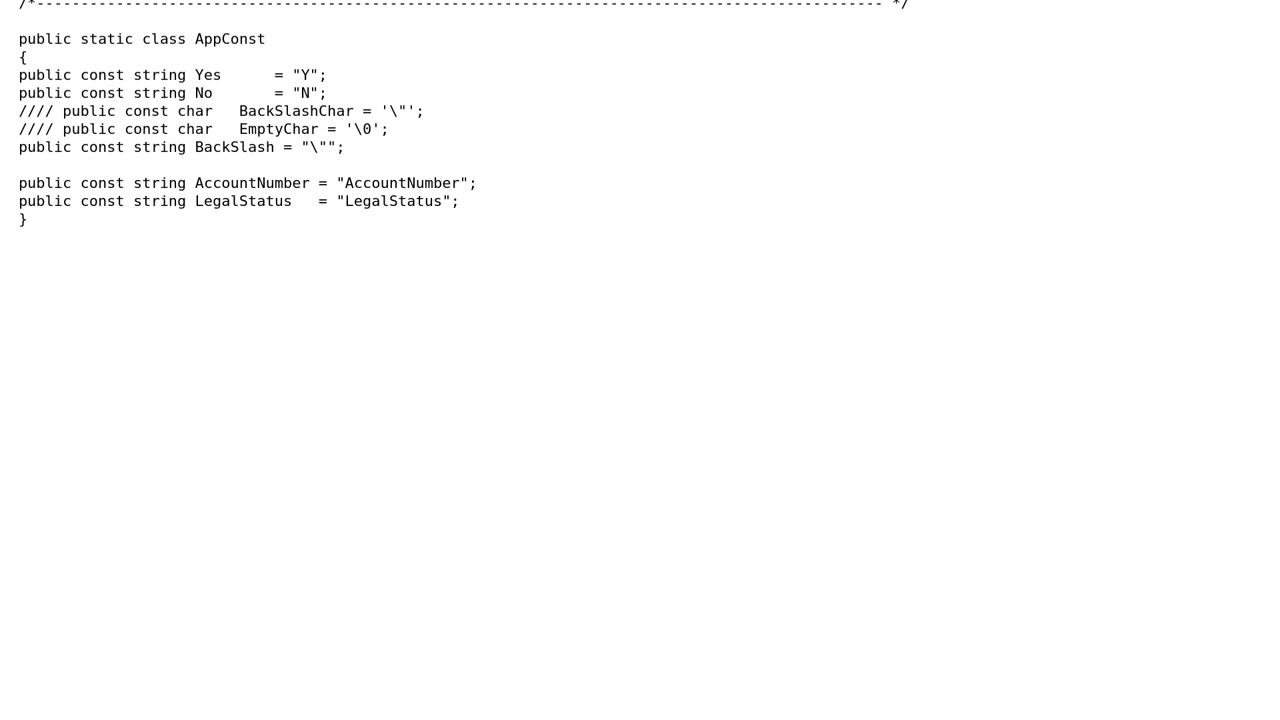 /*------------------------------------------------------------------------------------------------ */
public static class AppConst
{
public const string Yes      = "Y";
public const string No       = "N";
//// public const char   BackSlashChar = '\"';
//// public const char   EmptyChar = '\0';
public const string BackSlash = "\"";
public const string AccountNumber = "AccountNumber";
public const string LegalStatus   = "LegalStatus";
}